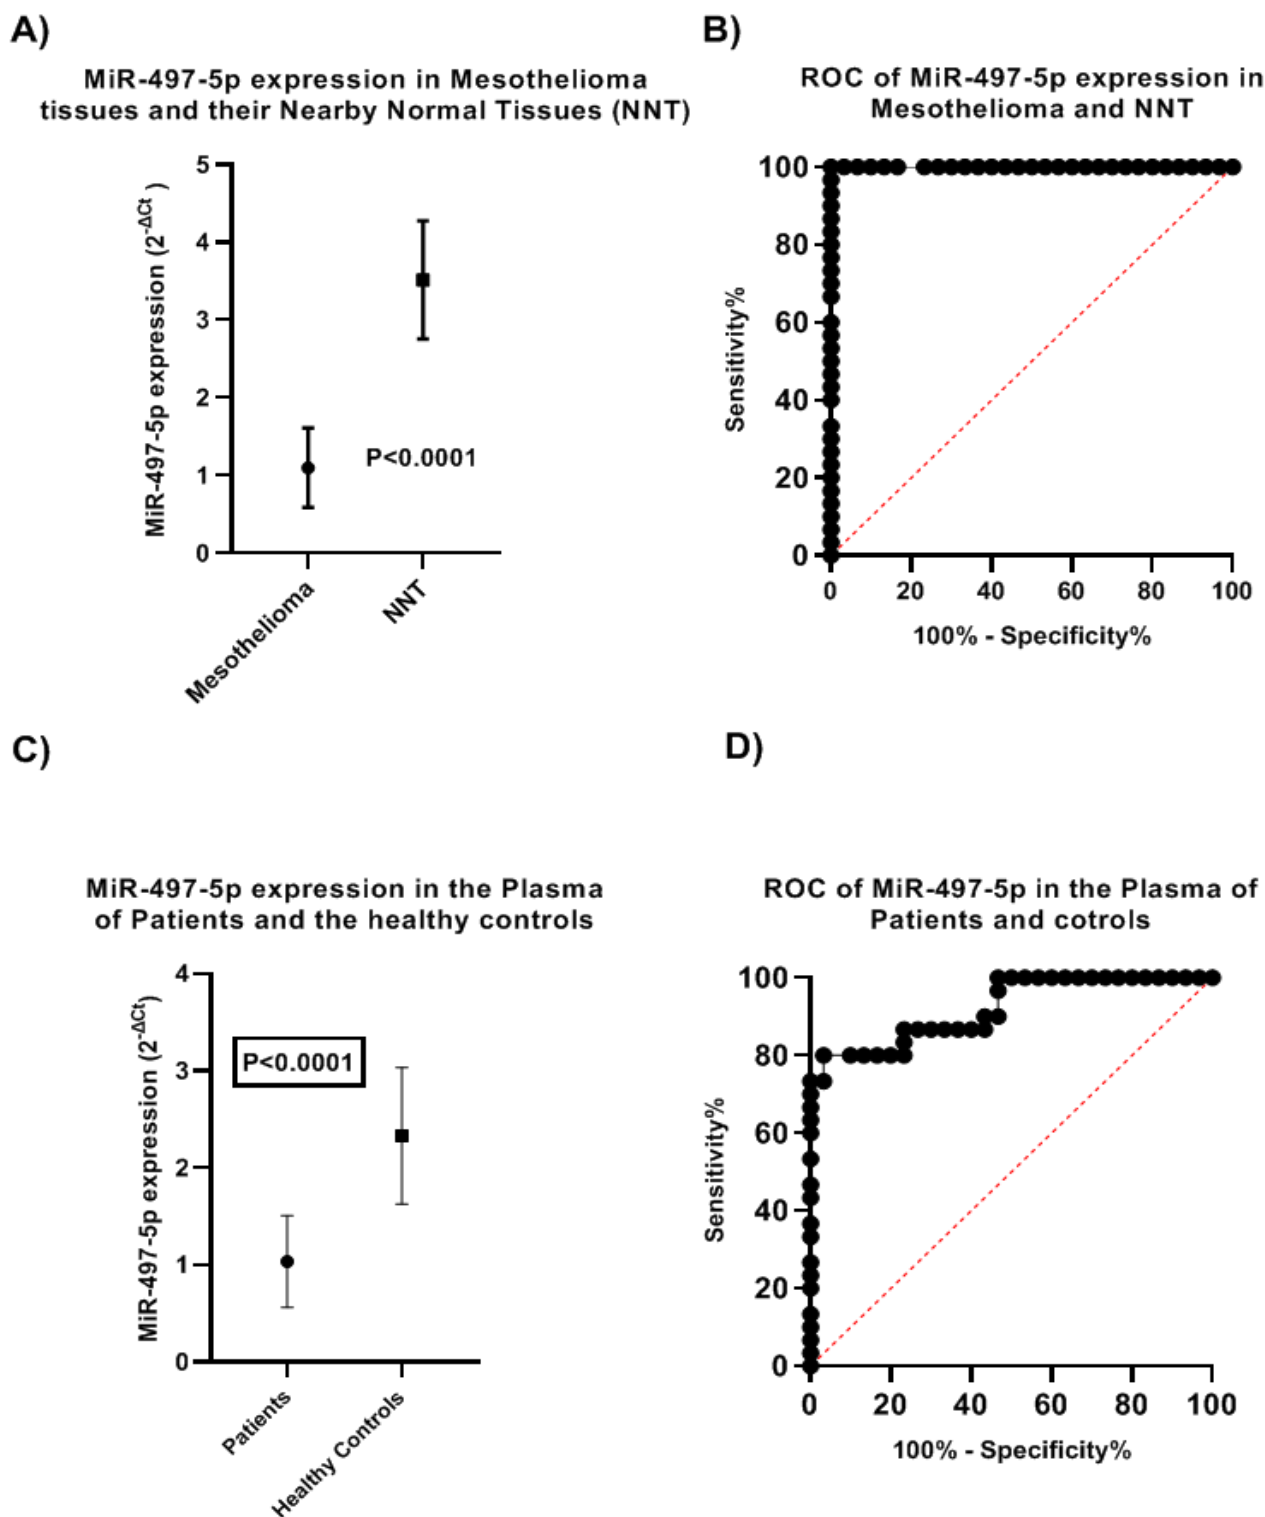 A)
MiR-497-5p expression in Mesothelioma
tissues and their Nearby Normal Tissues (NNT)
MiR-497-5p expression (2^-ΔCt )
5
4
3
2
1
0
P<0.0001
Mesothelioma
NNT
B)
ROC of MiR-497-5p expression in
Mesothelioma and NNT
Sensitivity%
100
80
60
40
20
0
0 20 40 60 80 100
100% - Specificity%
C)
MiR-497-5p expression in the Plasma
of Patients and the healthy controls
MiR-497-5p expression (2^-ΔCt)
4
3
2
1
0
P<0.0001
Patients
Healthy Controls
D)
ROC of MiR-497-5p in the Plasma of
Patients and cotrols
Sensitivity%
100
80
60
40
20
0
0 20 40 60 80 100
100% - Specificity%